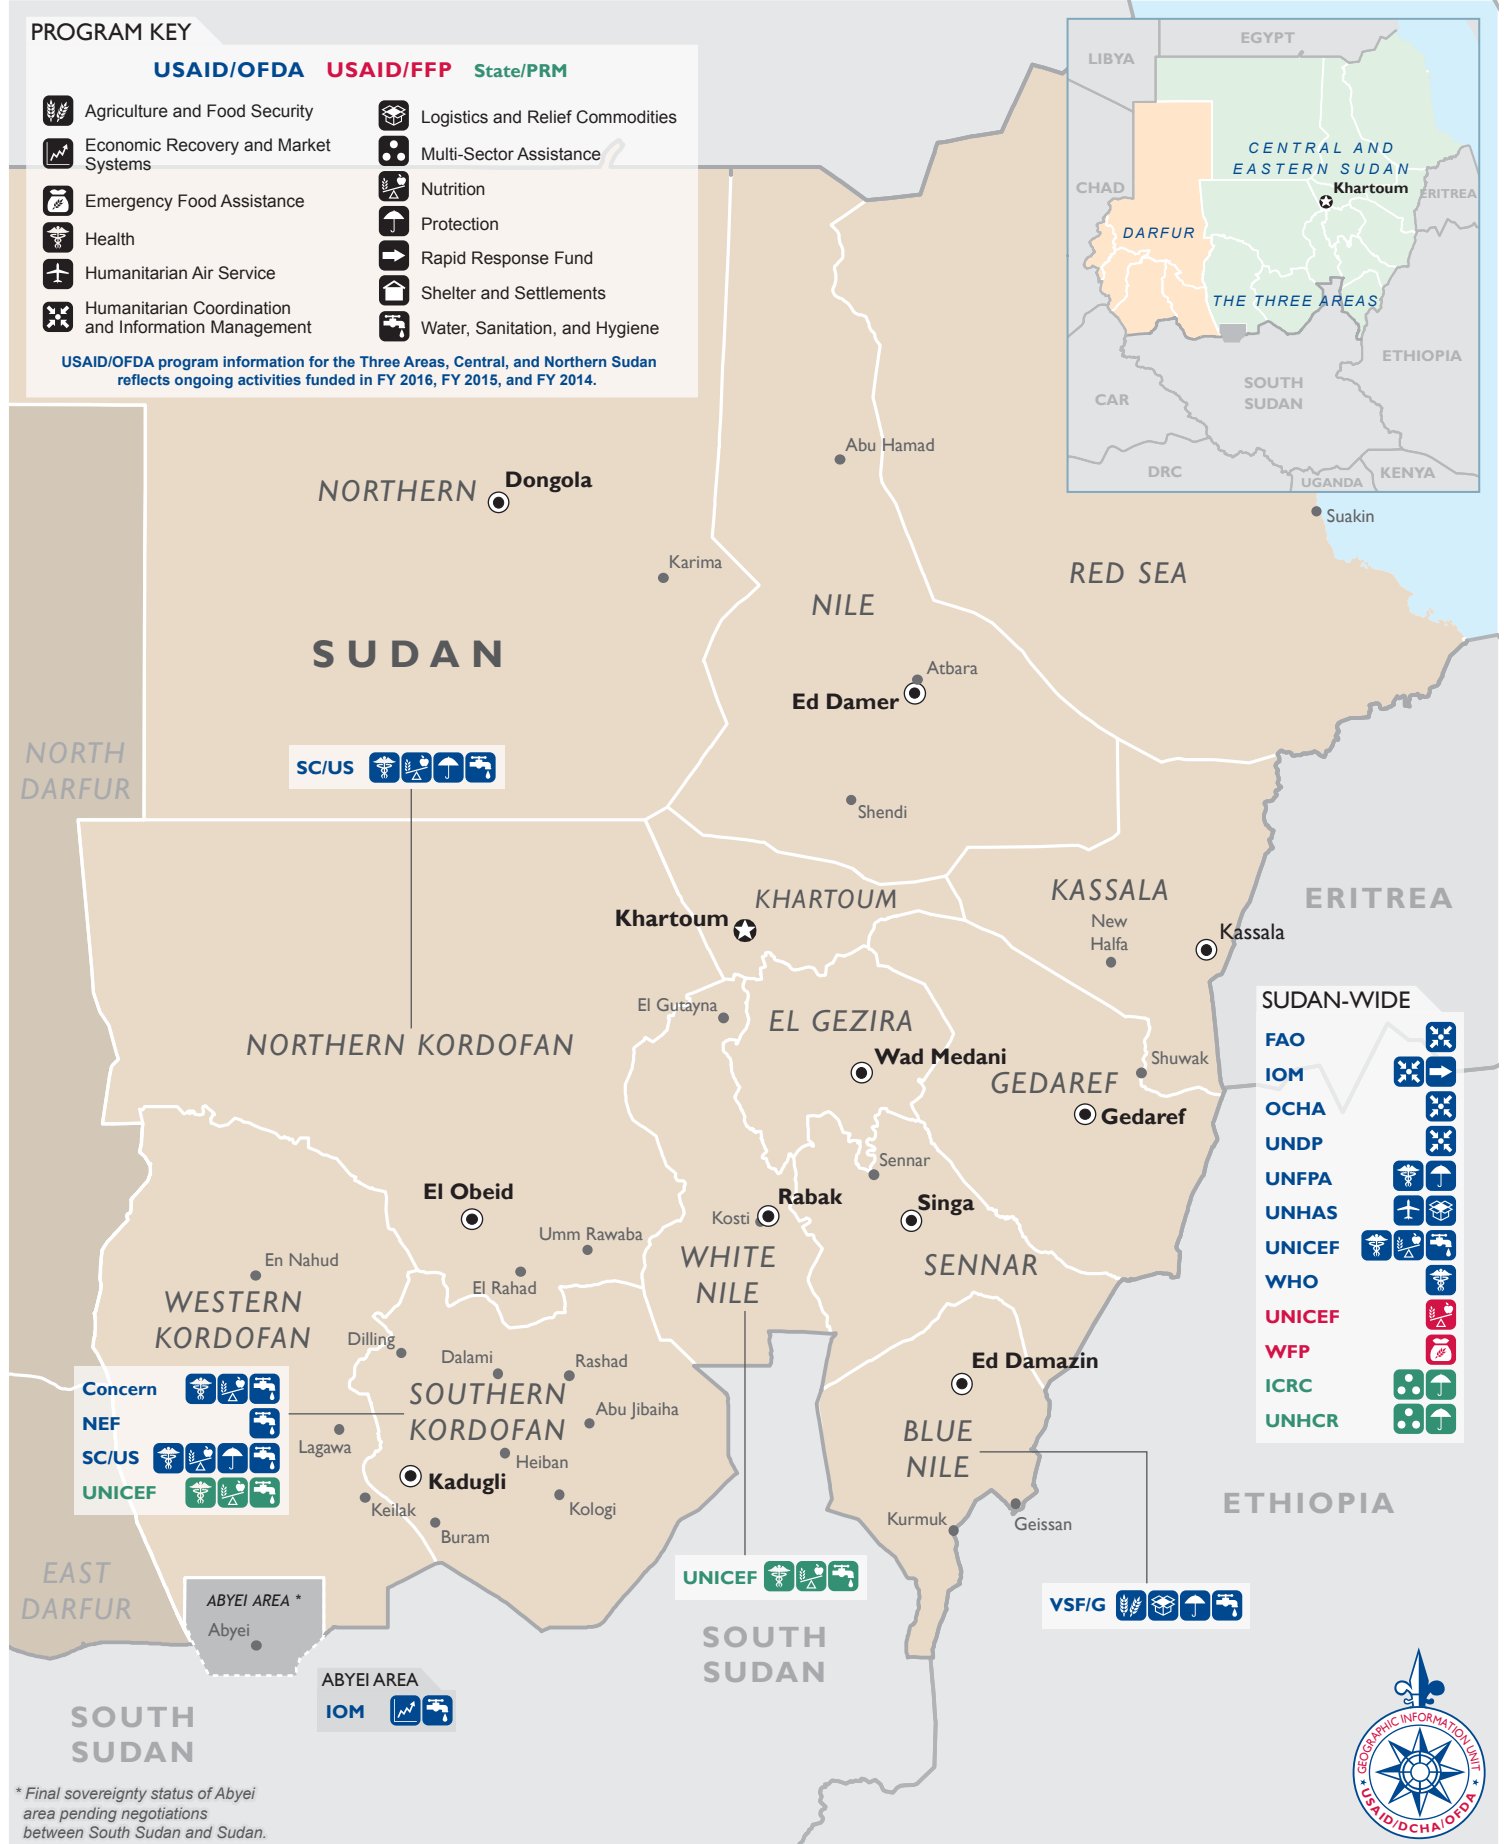 PROGRAM KEY
USAID/OFDA USAID/FFP State/PRM
Agriculture and Food Security
Economic Recovery and Market
Systems
Emergency Food Assistance
Health
Humanitarian Air Service
Humanitarian Coordination
and Information Management
Logistics and Relief Commodities
Multi-Sector Assistance
Nutrition
Protection
Rapid Response Fund
Shelter and Settlements
Water, Sanitation, and Hygiene
USAID/OFDA program information for the Three Areas, Central, and Northern Sudan
reflects ongoing activities funded in FY 2016, FY 2015, and FY 2014.
EGYPT
LIBYA
CENTRAL AND
EASTERN SUDAN
CHAD
Khartoum
ERITREA
DARFUR
THE THREE AREAS
ETHIOPIA
SOUTH
SUDAN
CAR
DRC
UGANDA
KENYA
Abu Hamad
NORTHERN
Dongola
Suakin
Karima
RED SEA
NILE
SUDAN
Atbara
Ed Damer
NORTH
DARFUR
SC/US
Shendi
KHARTOUM
Khartoum
KASSALA
New
Halfa
Kassala
ERITREA
El Gutayna
EL GEZIRA
NORTHERN KORDOFAN
Wad Medani
Shuwak
GEDAREF
Gedaref
SUDAN-WIDE
FAO
IOM
OCHA
UNDP
UNFPA
UNHAS
UNICEF
WHO
UNICEF
WFP
ICRC
UNHCR
Sennar
El Obeid
Rabak
Singa
Kosti
Umm Rawaba
En Nahud
El Rahad
WHITE
NILE
SENNAR
WESTERN
KORDOFAN
Dilling
Dalami
Rashad
Ed Damazin
SOUTHERN
KORDOFAN
Abu Jibaiha
Concern
NEF
SC/US
UNICEF
Lagawa
Heiban
Kadugli
Keilak
Kologi
Buram
BLUE
NILE
Kurmuk
Geissan
ETHIOPIA
EAST
DARFUR
ABYEI AREA *
Abyei
UNICEF
VSF/G
SOUTH
SUDAN
ABYEI AREA
IOM
SOUTH
SUDAN
* Final sovereignty status of Abyei
area pending negotiations
between South Sudan and Sudan.
GEOGRAPHIC INFORMATION UNIT
USAID/DCHA/OFDA